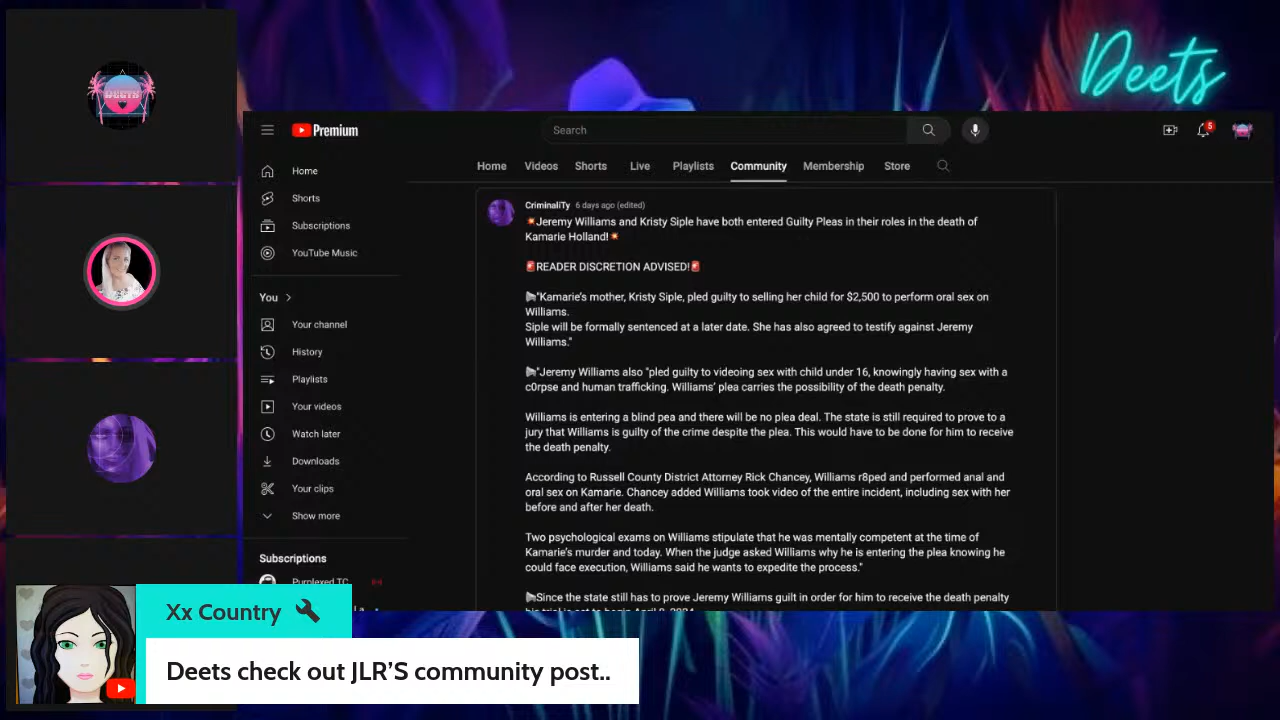 Deets
DEETS
Premium
Search
5
Home
Videos
Shorts
Live
Playlists
Community
Membership
Store
Home
Shorts
Subscriptions
YouTube Music
You
Your channel
History
Playlists
Your videos
Watch later
Downloads
Your clips
Show more
Subscriptions
Purplexed TC
CriminaliTy 6 days ago (edited)
💥Jeremy Williams and Kristy Siple have both entered Guilty Pleas in their roles in the death of
Kamarie Holland!💥
🚨READER DISCRETION ADVISED!🚨
"Kamarie's mother, Kristy Siple, pled guilty to selling her child for $2,500 to perform oral sex on
Williams.
Siple will be formally sentenced at a later date. She has also agreed to testify against Jeremy
Williams."
"Jeremy Williams also "pled guilty to videoing sex with child under 16, knowingly having sex with a
c0rpse and human trafficking. Williams' plea carries the possibility of the death penalty.
Williams is entering a blind pea and there will be no plea deal. The state is still required to prove to a
jury that Williams is guilty of the crime despite the plea. This would have to be done for him to receive
the death penalty.
According to Russell County District Attorney Rick Chancey, Williams r8ped and performed anal and
oral sex on Kamarie. Chancey added Williams took video of the entire incident, including sex with her
before and after her death.
Two psychological exams on Williams stipulate that he was mentally competent at the time of
Kamarie's murder and today. When the judge asked Williams why he is entering the plea knowing he
could face execution, Williams said he wants to expedite the process."
Since the state still has to prove Jeremy Williams guilt in order for him to receive the death penalty
Xx Country
Deets check out JLR'S community post..